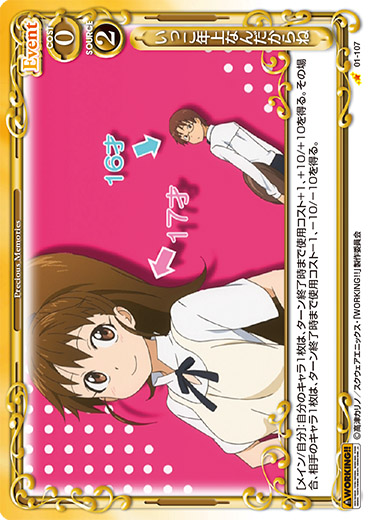 Event
COST
0
SOURCE
2
いっこ年上なんだからね
01-107
Precious Memories
16才
17才
[メイン/自分]:自分のキャラ1枚は、ターン終了時まで使用コスト+1、+10/+10を得る。その場
合、相手のキャラ1枚は、ターン終了時まで使用コスト-1、-10/-10を得る。
©高津カリノ/スクウェアエニックス・「WORKING!!」製作委員会
WORKING!!